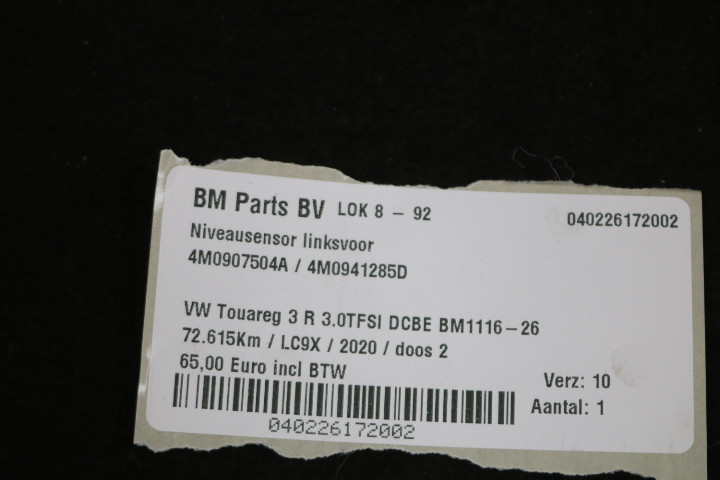 BM Parts BV LOK 8 - 92 040226172002
Niveausensor linksvoor
4M0907504A / 4M0941285D
VW Touareg 3 R 3.0TFSI DCBE BM1116-26
72.615Km / LC9X / 2020 / doos 2
65,00 Euro incl BTW
Verz: 10
Aantal: 1
040226172002